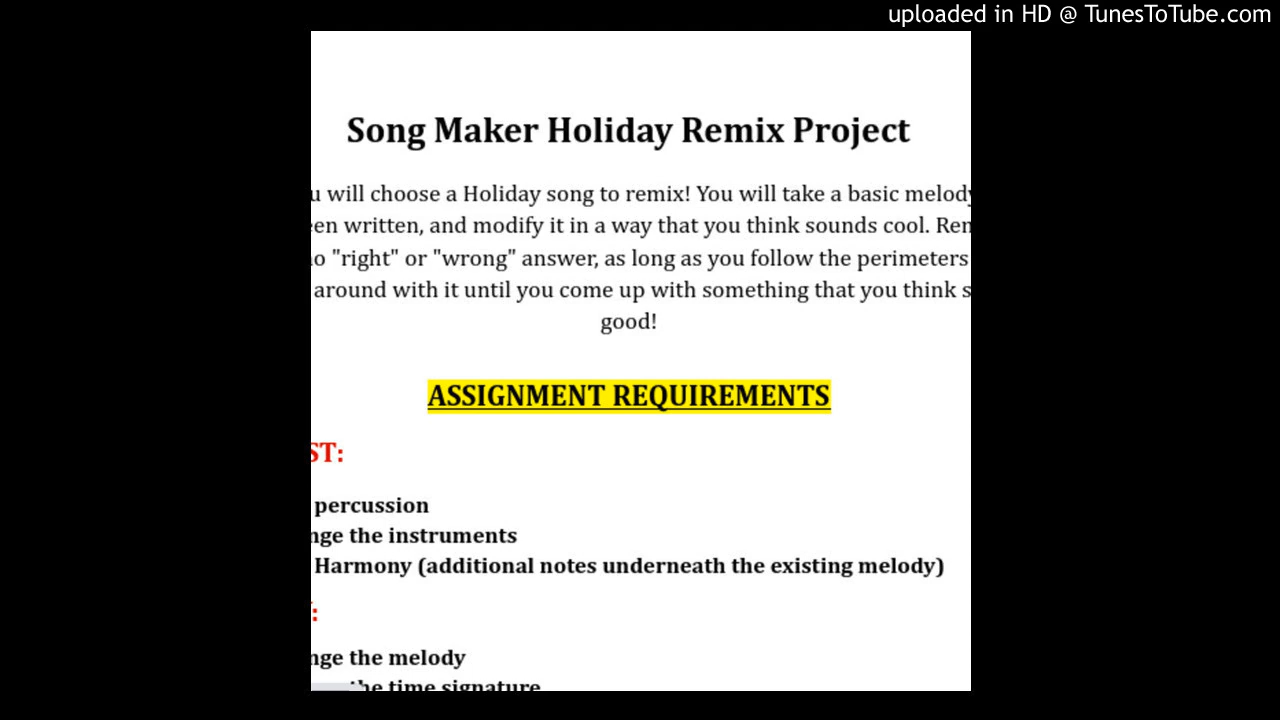 uploaded in HD @ TunesToTube.com
Song Maker Holiday Remix Project
u will choose a Holiday song to remix! You will take a basic melody
en written, and modify it in a way that you think sounds cool. Ren
o "right" or "wrong" answer, as long as you follow the perimeters
around with it until you come up with something that you think s
good!
ASSIGNMENT REQUIREMENTS
ST:
percussion
nge the instruments
Harmony (additional notes underneath the existing melody)
:
nge the melody
the time signature